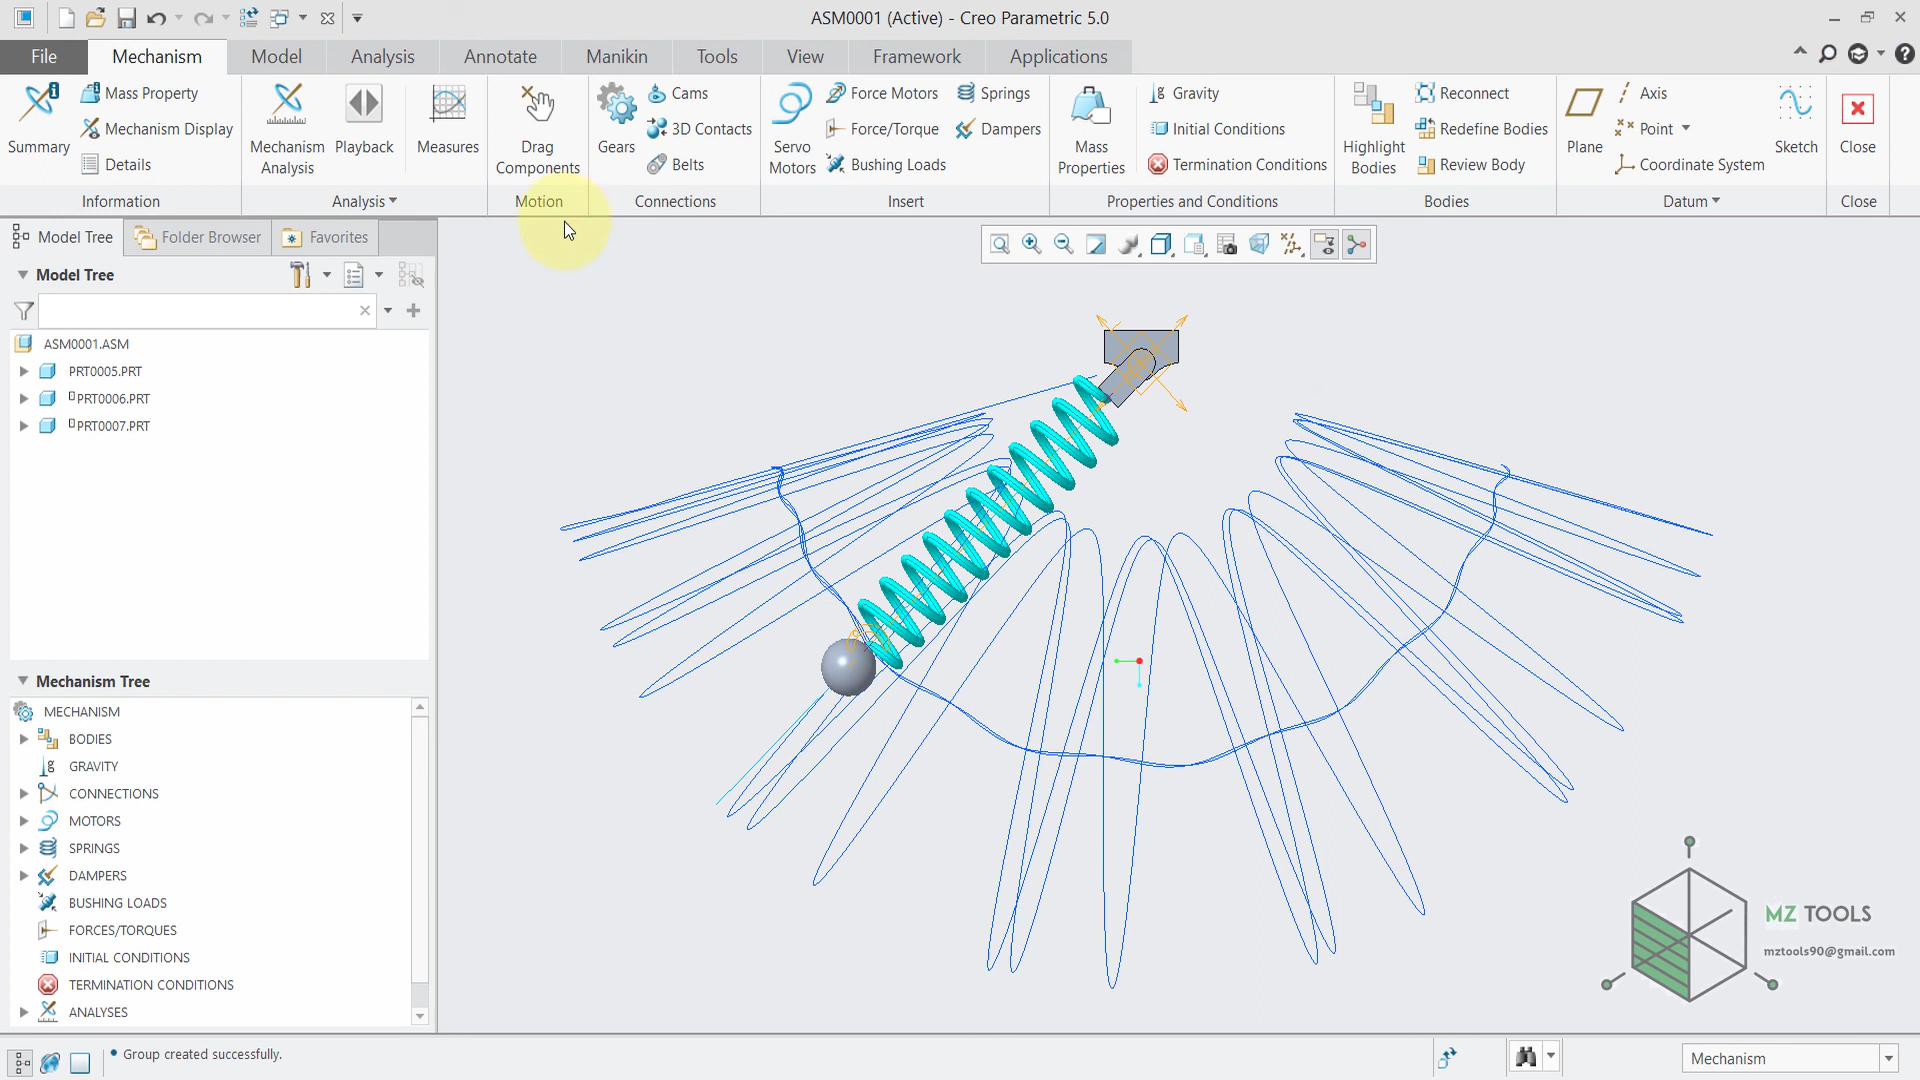 ASM0001 (Active) - Creo Parametric 5.0
File
Mechanism
Model
Analysis
Annotate
Manikin
Tools
View
Framework
Applications
Summary
Mass Property
Mechanism Display
Details
Information
Mechanism
Analysis
Playback
Measures
Analysis
Drag
Components
Motion
Gears
Cams
3D Contacts
Belts
Connections
Servo
Motors
Force Motors
Force/Torque
Bushing Loads
Springs
Dampers
Insert
Mass
Properties
Gravity
Initial Conditions
Termination Conditions
Properties and Conditions
Highlight
Bodies
Reconnect
Redefine Bodies
Review Body
Bodies
Plane
Axis
Point
Coordinate System
Sketch
Datum
Close
Close
Model Tree
Folder Browser
Favorites
Model Tree
ASM0001.ASM
PRT0005.PRT
PRT0006.PRT
PRT0007.PRT
Mechanism Tree
MECHANISM
BODIES
GRAVITY
CONNECTIONS
MOTORS
SPRINGS
DAMPERS
BUSHING LOADS
FORCES/TORQUES
INITIAL CONDITIONS
TERMINATION CONDITIONS
ANALYSES
MZ TOOLS
mztools90@gmail.com
Group created successfully.
Mechanism